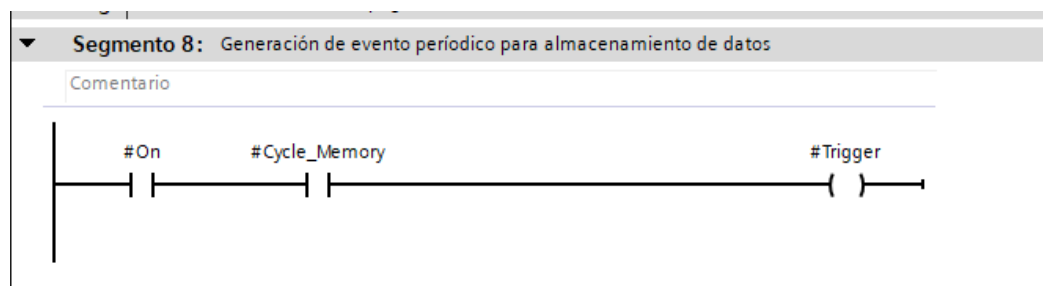 Segmento 8: Generación de evento períodico para almacenamiento de datos
Comentario
#On #Cycle_Memory #Trigger